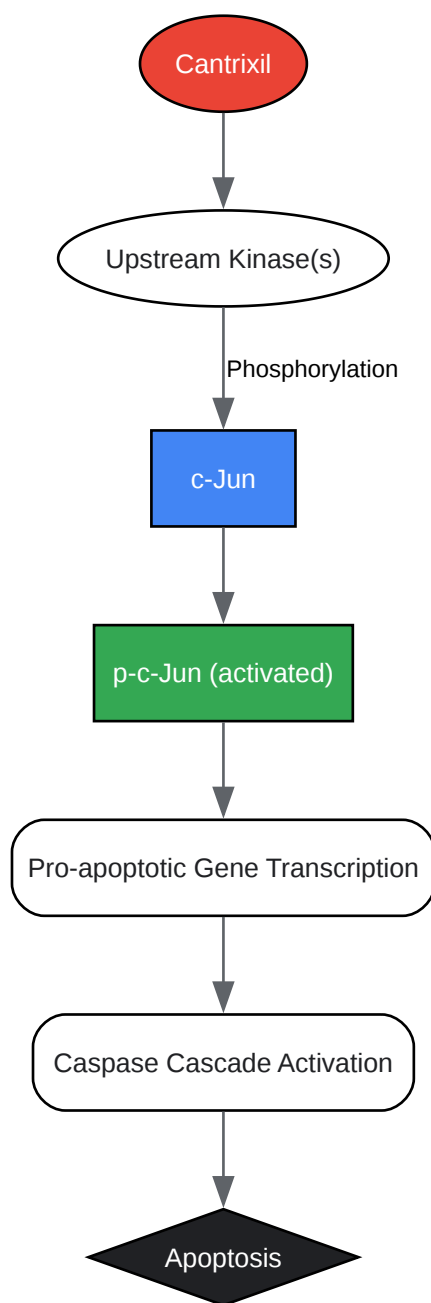 Cantrixil
Upstream Kinase(s)
Phosphorylation
c-Jun
p-c-Jun (activated)
Pro-apoptotic Gene Transcription
Caspase Cascade Activation
Apoptosis